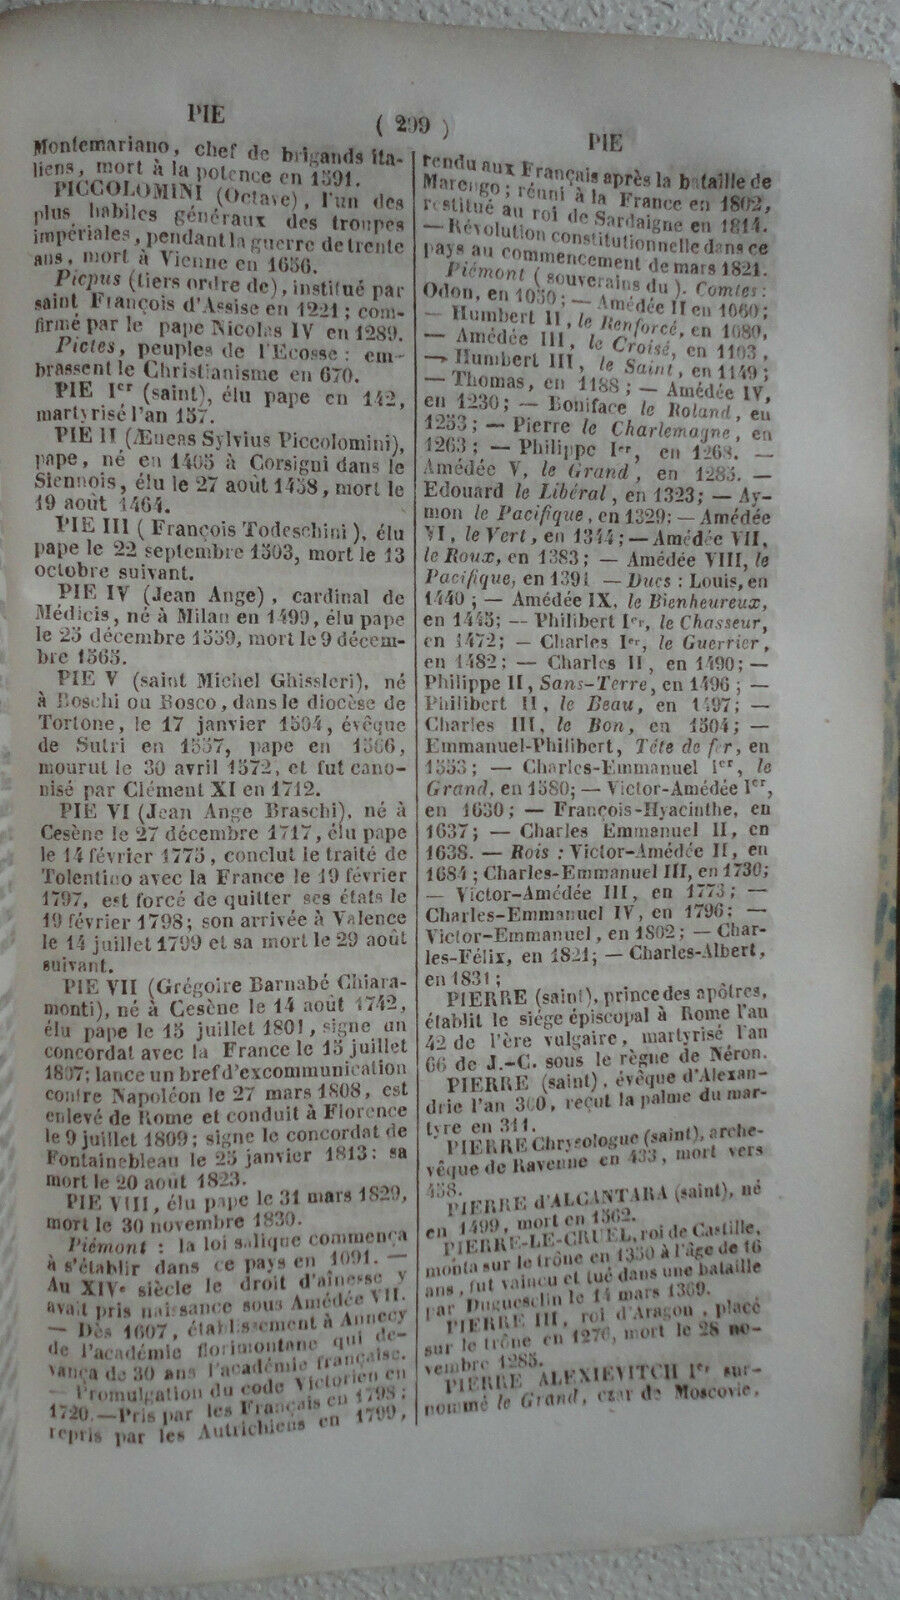 PIE
( 299 )
PIE
Montemariano, chef de brigands ita-
liens, mort à la potence en 1591.
PICCOLOMINI (Octave), l'un des
plus habiles généraux des troupes
impériales, pendant la guerre de trente
ans, mort à Vienne en 1656.
Picpus (tiers ordre de), institué par
saint François d'Assise en 1221; con-
firmé par le pape Nicolas IV en 1289.
Pictes, peuples de l'Ecosse: em-
brassent le Christianisme en 670.
PIE Ier (saint), élu pape en 142,
martyrisé l'an 157.
PIE II (Æneas Sylvius Piccolomini),
pape, né en 1405 à Corsigni dans le
Siennois, élu le 27 août 1458, mort le
19 août 1464.
PIE III (François Todeschini), élu
pape le 22 septembre 1503, mort le 13
octobre suivant.
PIE IV (Jean Ange), cardinal de
Médicis, né à Milan en 1499, élu pape
le 25 décembre 1559, mort le 9 décem-
bre 1565.
PIE V (saint Michel Ghisleri), né
à Boschi ou Bosco, dans le diocèse de
Tortone, le 17 janvier 1504, évêque
de Sutri en 1557, pape en 1566,
mourut le 30 avril 1572, et fut cano-
nisé par Clément XI en 1712.
PIE VI (Jean Ange Braschi), né à
Cesène le 27 décembre 1717, élu pape
le 14 février 1775, conclut le traité de
Tolentino avec la France le 19 février
1797, est forcé de quitter ses états le
19 février 1798; son arrivée à Valence
le 14 juillet 1799 et sa mort le 29 août
suivant.
PIE VII (Grégoire Barnabé Chiara-
monti), né à Cesène le 14 août 1742,
élu pape le 15 juillet 1801, signe un
concordat avec la France le 15 juillet
1807; lance un bref d'excommunication
contre Napoléon le 27 mars 1808, est
enlevé de Rome et conduit à Florence
le 9 juillet 1809; signe le concordat de
Fontainebleau le 25 janvier 1813: sa
mort le 20 août 1823.
PIE VIII, élu pape le 31 mars 1829,
mort le 30 novembre 1830.
Piémont : la loi salique commença
à s'établir dans ce pays en 1091. —
Au XIVe siècle le droit d'aînesse y
avait pris naissance sous Amédée VII.
— Dès 1607, établissement à Annecy
de l'académie florimontane qui de-
vança de 30 ans l'académie française.
— Promulgation du code Victorien en
1720.—Pris par les Français en 1798;
repris par les Autrichiens en 1799,
rendu aux Français après la bataille de
Marengo; réuni à la France en 1802,
restitué au roi de Sardaigne en 1814.
— Révolution constitutionnelle dans ce
pays au commencement de mars 1821.
Piémont (souverains du). Comtes:
Odon, en 1050; — Amédée II en 1060;
— Humbert II, le Renforcé, en 1080,
— Amédée III, le Croisé, en 1103,
— Humbert III, le Saint, en 1149;
— Thomas, en 1188; — Amédée IV,
en 1230; — Boniface le Roland, en
1253; — Pierre le Charlemagne, en
1263; — Philippe Ier, en 1268. —
Amédée V, le Grand, en 1285. —
Edouard le Libéral, en 1323; — Ay-
mon le Pacifique, en 1329; — Amédée
VI, le Vert, en 1344; — Amédée VII,
le Roux, en 1383; — Amédée VIII, le
Pacifique, en 1391 — Ducs : Louis, en
1440; — Amédée IX, le Bienheureux,
en 1445; — Philibert Ier, le Chasseur,
en 1472; — Charles Ier, le Guerrier,
en 1482; — Charles II, en 1490; —
Philippe II, Sans-Terre, en 1496; —
Philibert II, le Beau, en 1497; —
Charles III, le Bon, en 1504; —
Emmanuel-Philibert, Tête de fer, en
1553; — Charles-Emmanuel Ier, le
Grand, en 1580; — Victor-Amédée Ier,
en 1630; — François-Hyacinthe, en
1637; — Charles Emmanuel II, en
1638. — Rois : Victor-Amédée II, en
1684; Charles-Emmanuel III, en 1730;
— Victor-Amédée III, en 1773; —
Charles-Emmanuel IV, en 1796; —
Victor-Emmanuel, en 1802; — Char-
les-Félix, en 1821; — Charles-Albert,
en 1831;
PIERRE (saint), prince des apôtres,
établit le siége épiscopal à Rome l'an
42 de l'ère vulgaire, martyrisé l'an
66 de J.-C. sous le règne de Néron.
PIERRE (saint), évêque d'Alexan-
drie l'an 300, reçut la palme du mar-
tyre en 311.
PIERRE Chrysologue (saint), arche-
vêque de Ravenne en 433, mort vers
458.
PIERRE d'ALCANTARA (saint), né
en 1499, mort en 1562.
PIERRE-LE-CRUEL, roi de Castille,
monta sur le trône en 1350 à l'âge de 16
ans, fut vaincu et tué dans une bataille
par Duguesclin le 14 mars 1369.
PIERRE III, roi d'Aragon, placé
sur le trône en 1276, mort le 28 no-
vembre 1285.
PIERRE ALEXIEVITCH Ier sur-
nommé le Grand, czar de Moscovie,